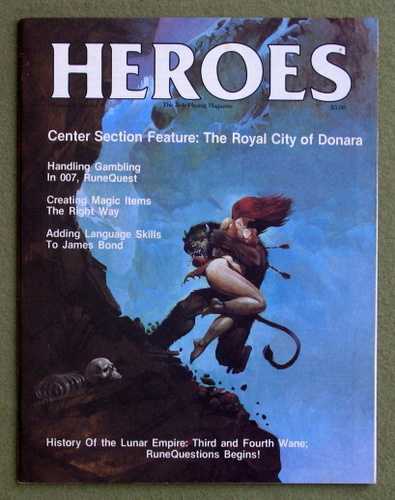 HEROES
The Role-Playing Magazine
$3.00
Center Section Feature: The Royal City of Donara
Handling Gambling
In 007, RuneQuest
Creating Magic Items
The Right Way
Adding Language Skills
To James Bond
History Of the Lunar Empire: Third and Fourth Wane;
RuneQuestions Begins!